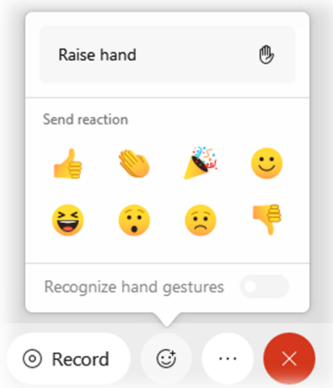 Raise hand
Send reaction
Recognize hand gestures
Record